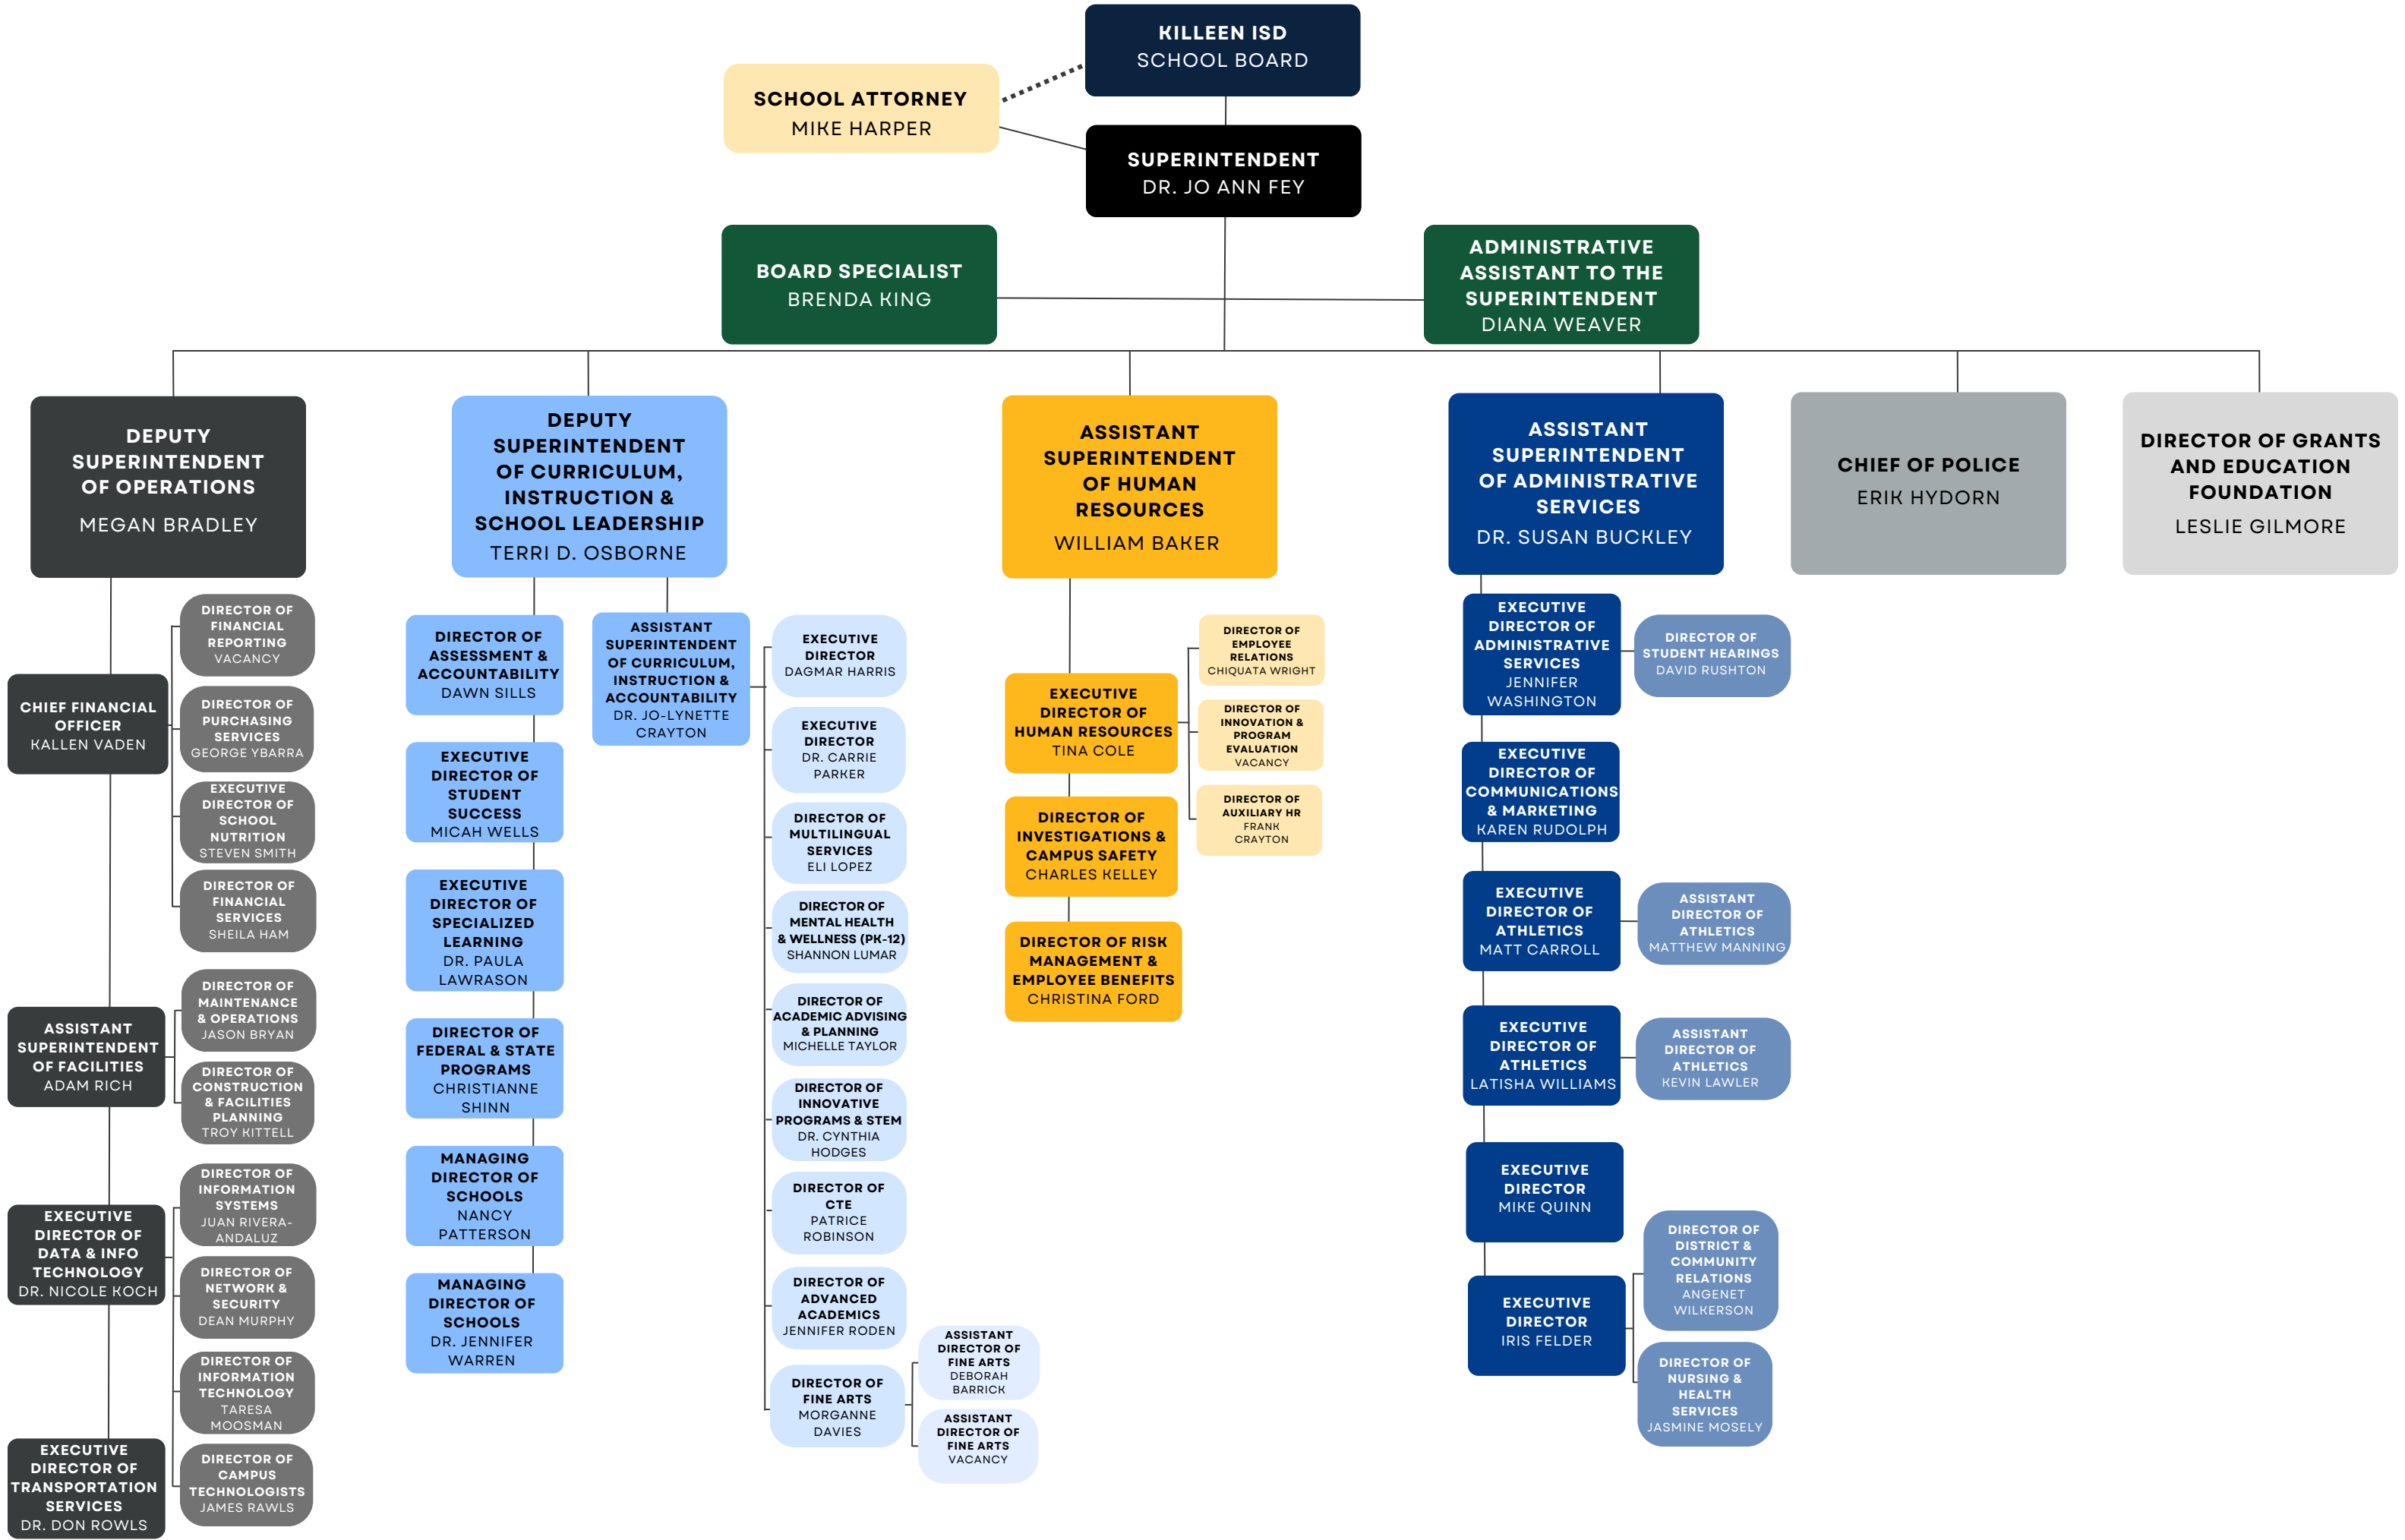 KILLEEN ISD
SCHOOL BOARD
SCHOOL ATTORNEY
MIKE HARPER
SUPERINTENDENT
DR. JO ANN FEY
BOARD SPECIALIST
BRENDA KING
ADMINISTRATIVE
ASSISTANT TO THE
SUPERINTENDENT
DIANA WEAVER
DEPUTY
SUPERINTENDENT
OF OPERATIONS
MEGAN BRADLEY
DEPUTY
SUPERINTENDENT
OF CURRICULUM,
INSTRUCTION &
SCHOOL LEADERSHIP
TERRI D. OSBORNE
ASSISTANT
SUPERINTENDENT
OF HUMAN
RESOURCES
WILLIAM BAKER
ASSISTANT
SUPERINTENDENT
OF ADMINISTRATIVE
SERVICES
DR. SUSAN BUCKLEY
CHIEF OF POLICE
ERIK HYDORN
DIRECTOR OF GRANTS
AND EDUCATION
FOUNDATION
LESLIE GILMORE
CHIEF FINANCIAL
OFFICER
KALLEN VADEN
DIRECTOR OF
FINANCIAL
REPORTING
VACANCY
DIRECTOR OF
PURCHASING
SERVICES
GEORGE YBARRA
EXECUTIVE
DIRECTOR OF
SCHOOL
NUTRITION
STEVEN SMITH
DIRECTOR OF
FINANCIAL
SERVICES
SHEILA HAM
ASSISTANT
SUPERINTENDENT
OF FACILITIES
ADAM RICH
DIRECTOR OF
MAINTENANCE
& OPERATIONS
JASON BRYAN
DIRECTOR OF
CONSTRUCTION
& FACILITIES
PLANNING
TROY KITTELL
EXECUTIVE
DIRECTOR OF
DATA & INFO
TECHNOLOGY
DR. NICOLE KOCH
DIRECTOR OF
INFORMATION
SYSTEMS
JUAN RIVERA-
ANDALUZ
DIRECTOR OF
NETWORK &
SECURITY
DEAN MURPHY
DIRECTOR OF
INFORMATION
TECHNOLOGY
TARESA
MOOSMAN
DIRECTOR OF
CAMPUS
TECHNOLOGISTS
JAMES RAWLS
EXECUTIVE
DIRECTOR OF
TRANSPORTATION
SERVICES
DR. DON ROWLS
DIRECTOR OF
ASSESSMENT &
ACCOUNTABILITY
DAWN SILLS
EXECUTIVE
DIRECTOR OF
STUDENT
SUCCESS
MICAH WELLS
EXECUTIVE
DIRECTOR OF
SPECIALIZED
LEARNING
DR. PAULA
LAWRASON
DIRECTOR OF
FEDERAL & STATE
PROGRAMS
CHRISTIANNE
SHINN
MANAGING
DIRECTOR OF
SCHOOLS
NANCY
PATTERSON
MANAGING
DIRECTOR OF
SCHOOLS
DR. JENNIFER
WARREN
ASSISTANT
SUPERINTENDENT
OF CURRICULUM,
INSTRUCTION &
ACCOUNTABILITY
DR. JO-LYNETTE
CRAYTON
EXECUTIVE
DIRECTOR
DAGMAR HARRIS
EXECUTIVE
DIRECTOR
DR. CARRIE
PARKER
DIRECTOR OF
MULTILINGUAL
SERVICES
ELI LOPEZ
DIRECTOR OF
MENTAL HEALTH
& WELLNESS (PK-12)
SHANNON LUMAR
DIRECTOR OF
ACADEMIC ADVISING
& PLANNING
MICHELLE TAYLOR
DIRECTOR OF
INNOVATIVE
PROGRAMS & STEM
DR. CYNTHIA
HODGES
DIRECTOR OF
CTE
PATRICE
ROBINSON
DIRECTOR OF
ADVANCED
ACADEMICS
JENNIFER RODEN
DIRECTOR OF
FINE ARTS
MORGANNE
DAVIES
ASSISTANT
DIRECTOR OF
FINE ARTS
DEBORAH
BARRICK
ASSISTANT
DIRECTOR OF
FINE ARTS
VACANCY
EXECUTIVE
DIRECTOR OF
HUMAN RESOURCES
TINA COLE
DIRECTOR OF
EMPLOYEE
RELATIONS
CHIQUATA WRIGHT
DIRECTOR OF
INNOVATION &
PROGRAM
EVALUATION
VACANCY
DIRECTOR OF
AUXILIARY HR
FRANK
CRAYTON
DIRECTOR OF
INVESTIGATIONS &
CAMPUS SAFETY
CHARLES KELLEY
DIRECTOR OF RISK
MANAGEMENT &
EMPLOYEE BENEFITS
CHRISTINA FORD
EXECUTIVE
DIRECTOR OF
ADMINISTRATIVE
SERVICES
JENNIFER
WASHINGTON
DIRECTOR OF
STUDENT HEARINGS
DAVID RUSHTON
EXECUTIVE
DIRECTOR OF
COMMUNICATIONS
& MARKETING
KAREN RUDOLPH
EXECUTIVE
DIRECTOR OF
ATHLETICS
MATT CARROLL
ASSISTANT
DIRECTOR OF
ATHLETICS
MATTHEW MANNING
EXECUTIVE
DIRECTOR OF
ATHLETICS
LATISHA WILLIAMS
ASSISTANT
DIRECTOR OF
ATHLETICS
KEVIN LAWLER
EXECUTIVE
DIRECTOR
MIKE QUINN
EXECUTIVE
DIRECTOR
IRIS FELDER
DIRECTOR OF
DISTRICT &
COMMUNITY
RELATIONS
ANGENET
WILKERSON
DIRECTOR OF
NURSING &
HEALTH
SERVICES
JASMINE MOSELY